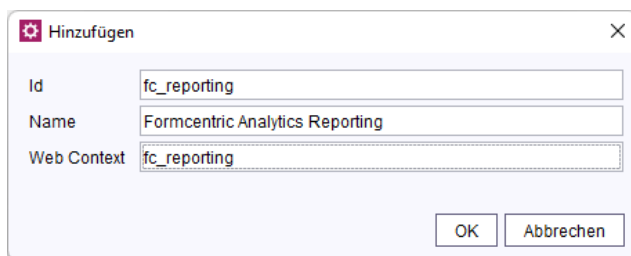 Hinzufügen
Id fc_reporting
Name Formcentric Analytics Reporting
Web Context fc_reporting
OK Abbrechen